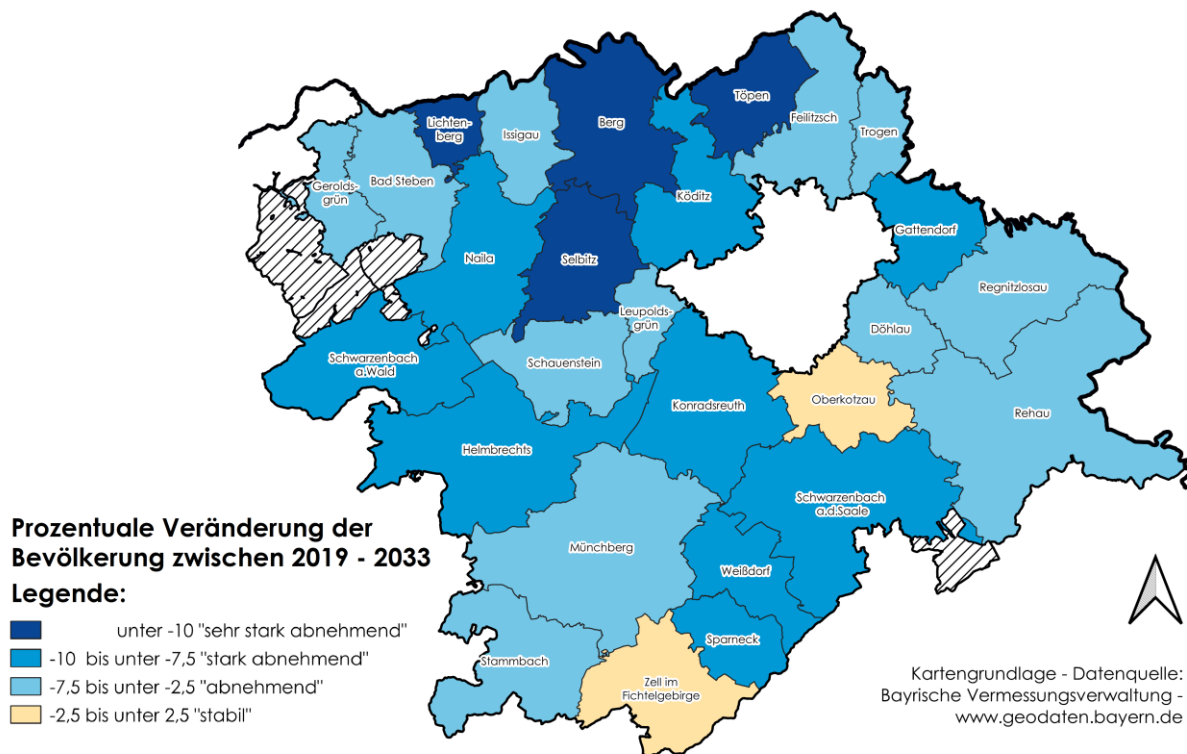 Töpen
Lichten-
berg
Issigau
Berg
Feilitzsch
Trogen
Gerolds-
grün
Bad Steben
Köditz
Gattendorf
Naila
Selbitz
Regnitzlosau
Leupolds-
grün
Döhlau
Schwarzenbach
a.Wald
Schauenstein
Konradsreuth
Oberkotzau
Rehau
Helmbrechts
Schwarzenbach
a.d.Saale
Münchberg
Weißdorf
Sparneck
Stammbach
Zell im
Fichtelgebirge
Prozentuale Veränderung der
Bevölkerung zwischen 2019 - 2033
Legende:
unter -10 "sehr stark abnehmend"
-10 bis unter -7,5 "stark abnehmend"
-7,5 bis unter -2,5 "abnehmend"
-2,5 bis unter 2,5 "stabil"
Kartengrundlage - Datenquelle:
Bayrische Vermessungsverwaltung -
www.geodaten.bayern.de